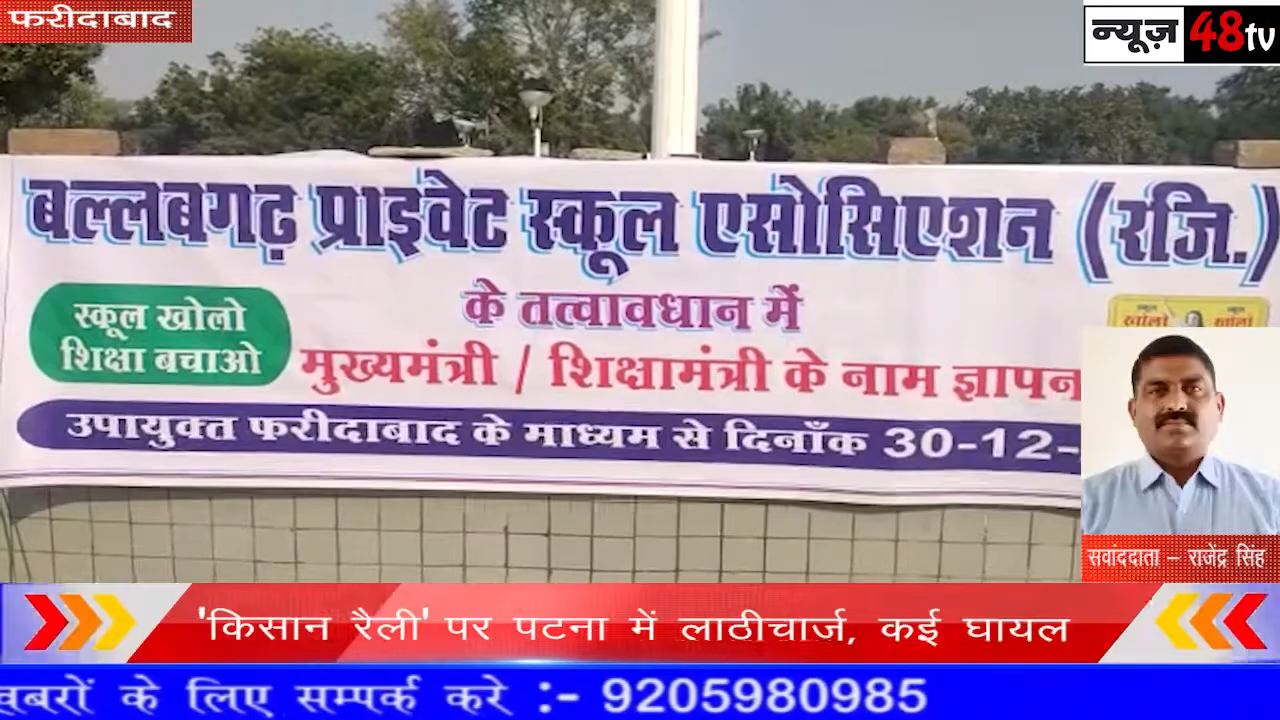 फरीदाबाद
न्यूज़ 48tv
बल्लबगढ़ प्राइवेट स्कूल एसोसिएशन (रजि.)
के तत्वावधान में
स्कूल खोलो
शिक्षा बचाओ
मुख्यमंत्री / शिक्षामंत्री के नाम ज्ञापन
उपायुक्त फरीदाबाद के माध्यम से दिनाँक 30-12-
सवांददाता – राजेंद्र सिंह
'किसान रैली' पर पटना में लाठीचार्ज, कई घायल
खबरों के लिए सम्पर्क करे :- 9205980985